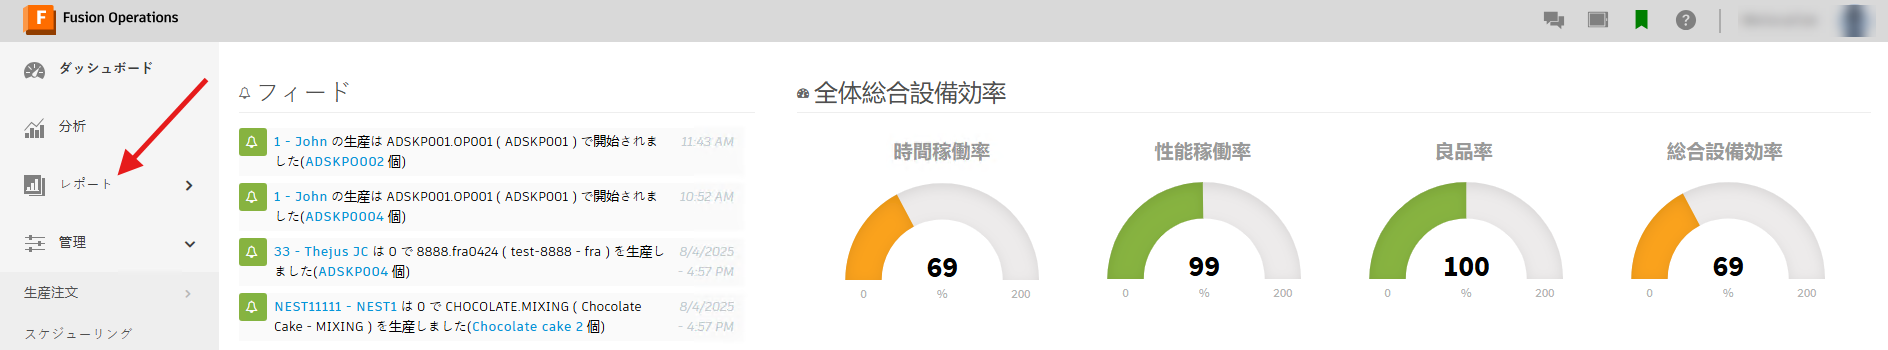 F Fusion Operations
?
ダッシュボード
分析
レポート
管理
生産注文
スケジューリング
フィード
1 - John の生産は ADSKP001.OP001 ( ADSKP001 ) で開始されま
した(ADSKP0002 個)
11:43 AM
1 - John の生産は ADSKP001.OP001 ( ADSKP001 ) で開始されま
した(ADSKP0004 個)
10:52 AM
33 - Thejus JC は 0 で 8888.fra0424 ( test-8888 - fra ) を生産し
ました(ADSKP004 個)
8/4/2025
- 4:57 PM
NEST11111 - NEST1 は 0 で CHOCOLATE.MIXING ( Chocolate
Cake - MIXING ) を生産しました(Chocolate cake 2 個)
8/4/2025
- 4:57 PM
全体総合設備効率
時間稼働率
69
0 % 200
性能稼働率
99
0 % 200
良品率
100
0 % 200
総合設備効率
69
0 % 200